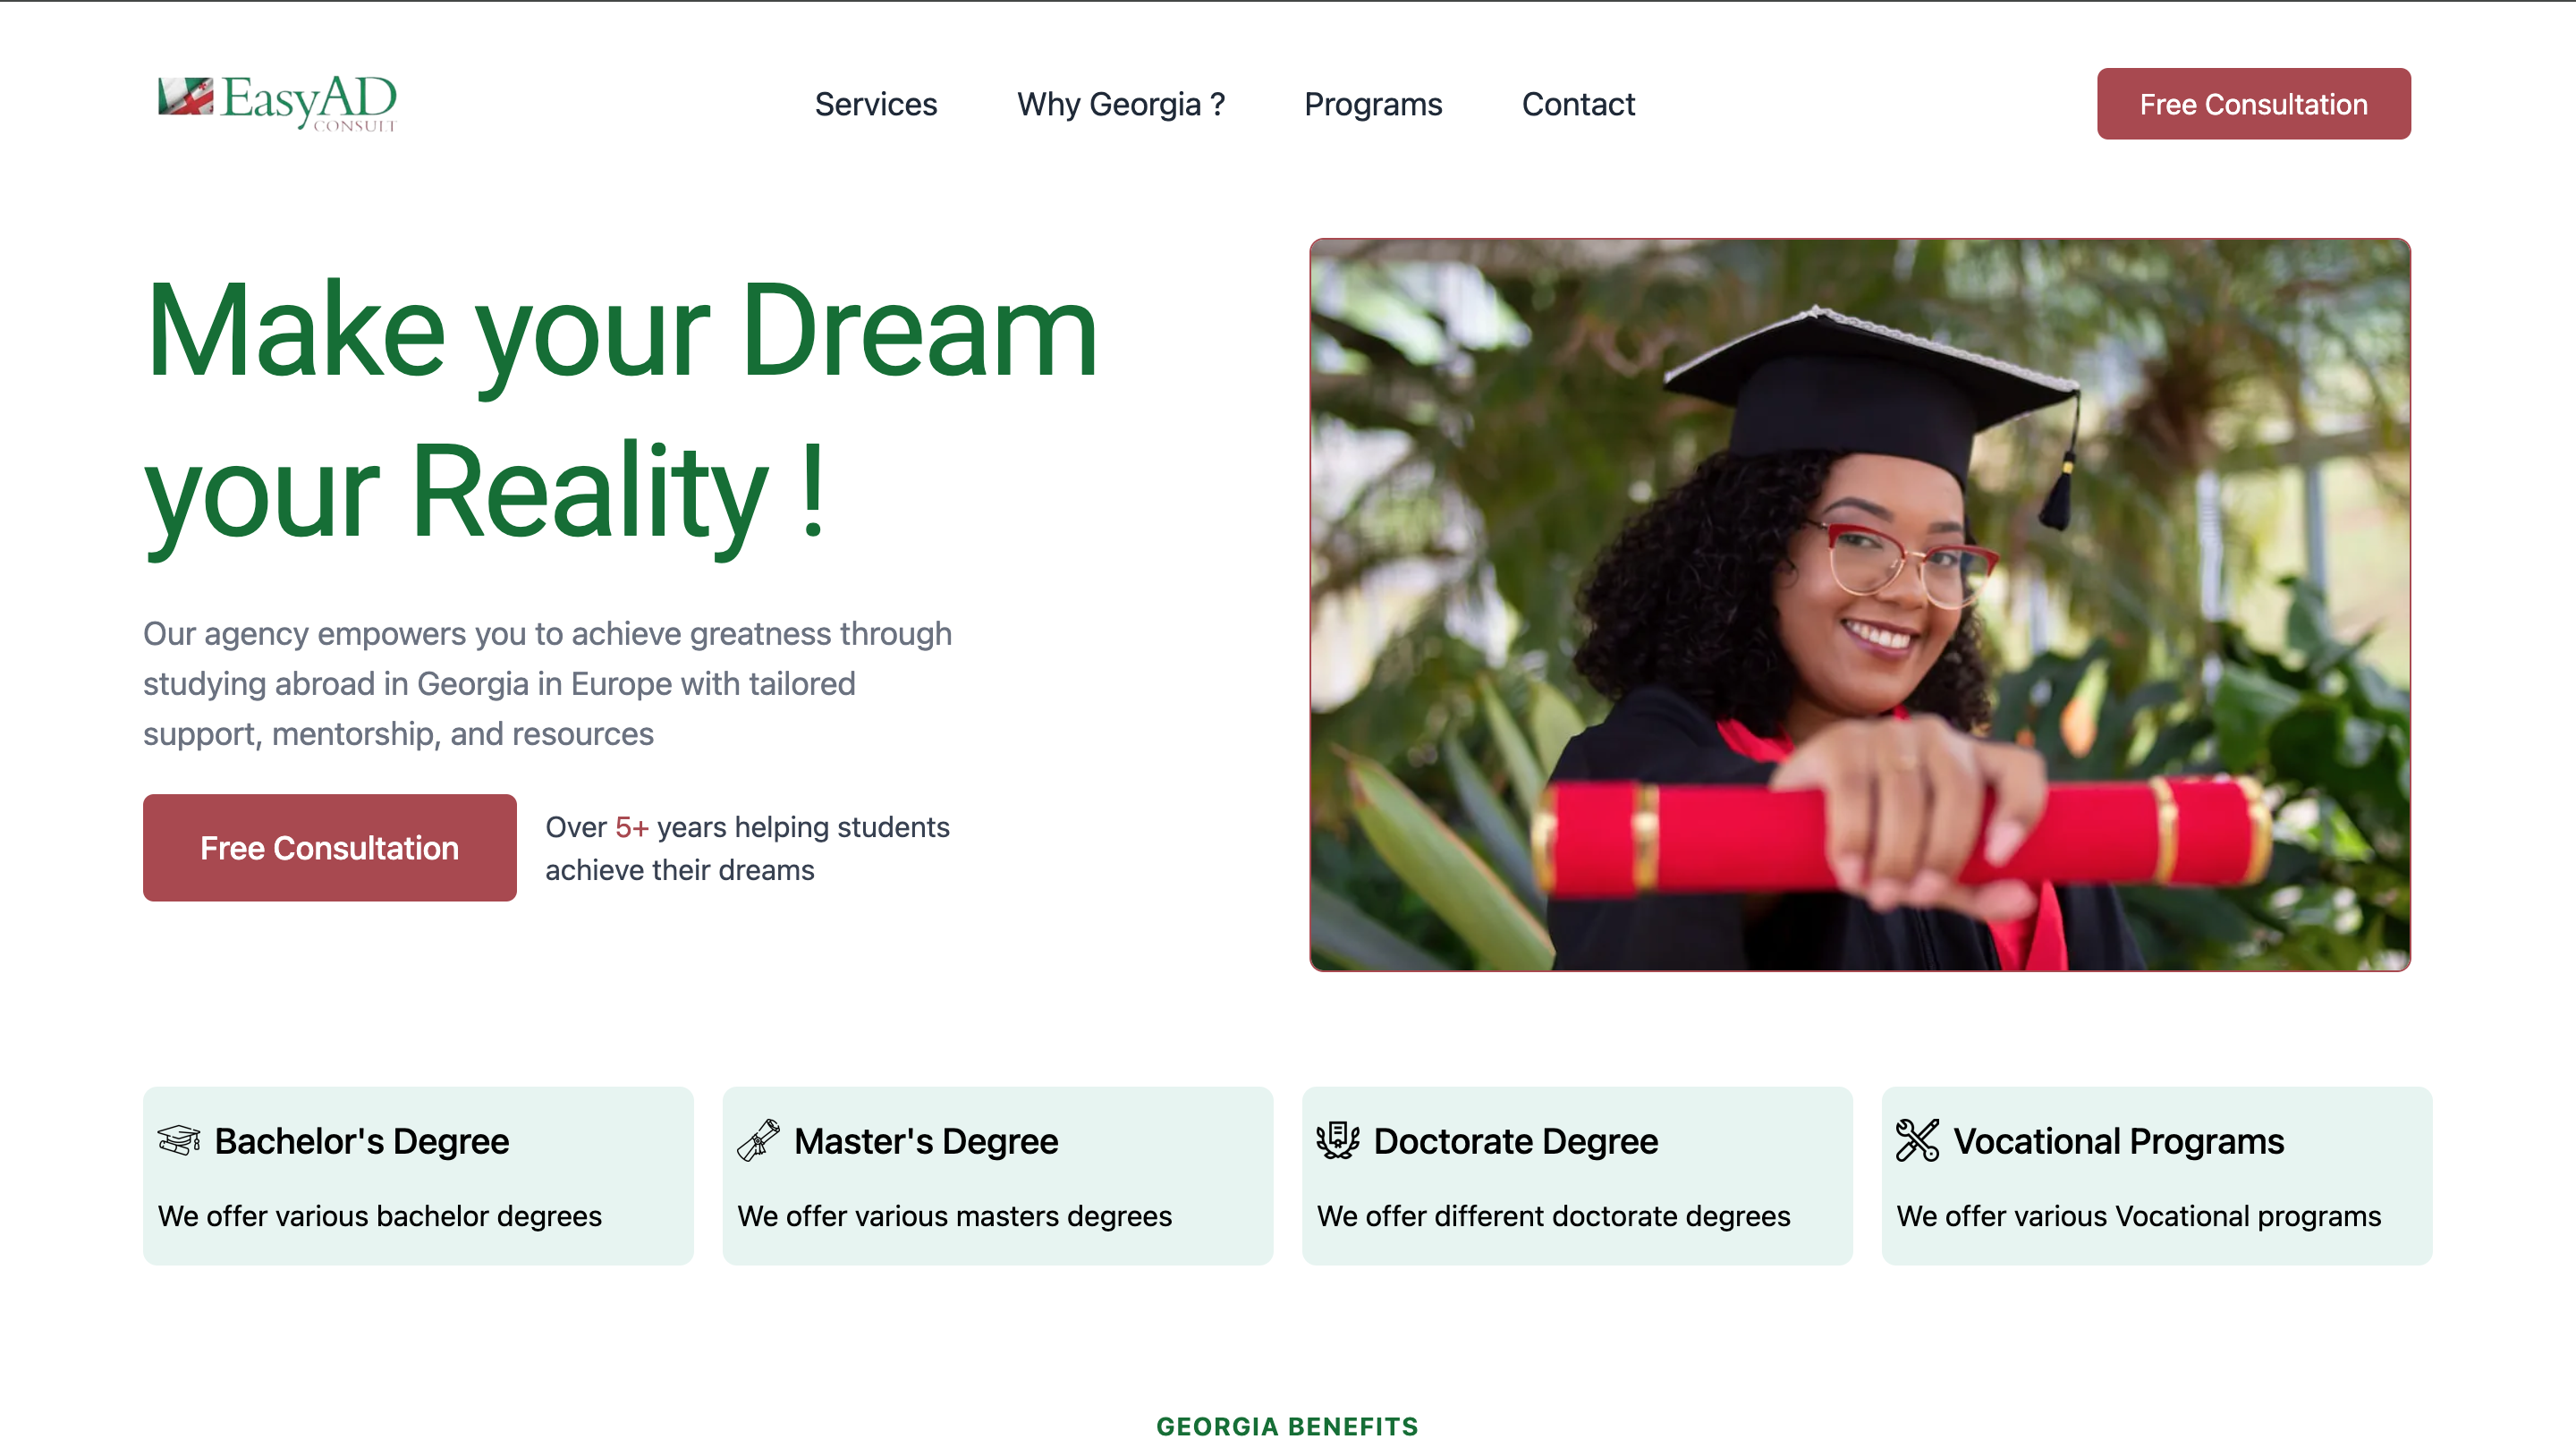 EasyAD
CONSULT
Services
Why Georgia ?
Programs
Contact
Free Consultation
Make your Dream
your Reality !
Our agency empowers you to achieve greatness through
studying abroad in Georgia in Europe with tailored
support, mentorship, and resources
Free Consultation
Over 5+ years helping students
achieve their dreams
Bachelor's Degree
We offer various bachelor degrees
Master's Degree
We offer various masters degrees
Doctorate Degree
We offer different doctorate degrees
Vocational Programs
We offer various Vocational programs
GEORGIA BENEFITS